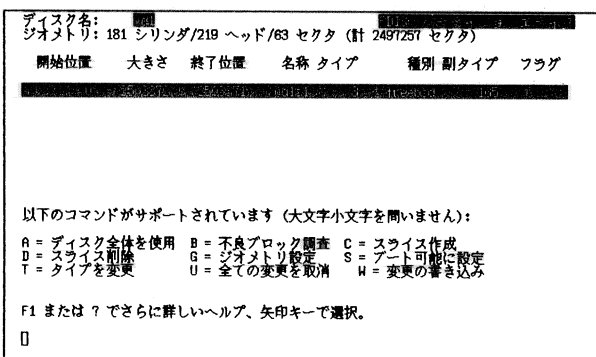 ディスク名:
ジオメトリ: 181 シリンダ/219 ヘッド/63 セクタ (計 2497257 セクタ)
開始位置 大きさ 終了位置 名称 タイプ 種別 副タイプ フラグ
以下のコマンドがサポートされています (大文字小文字を問いません):
A = ディスク全体を使用 B = 不良ブロック調査 C = スライス作成
D = スライス削除 G = ジオメトリ設定 S = ブート可能に設定
T = タイプを変更 U = 全ての変更を取消 W = 変更の書き込み
F1 または ? でさらに詳しいヘルプ、矢印キーで選択。